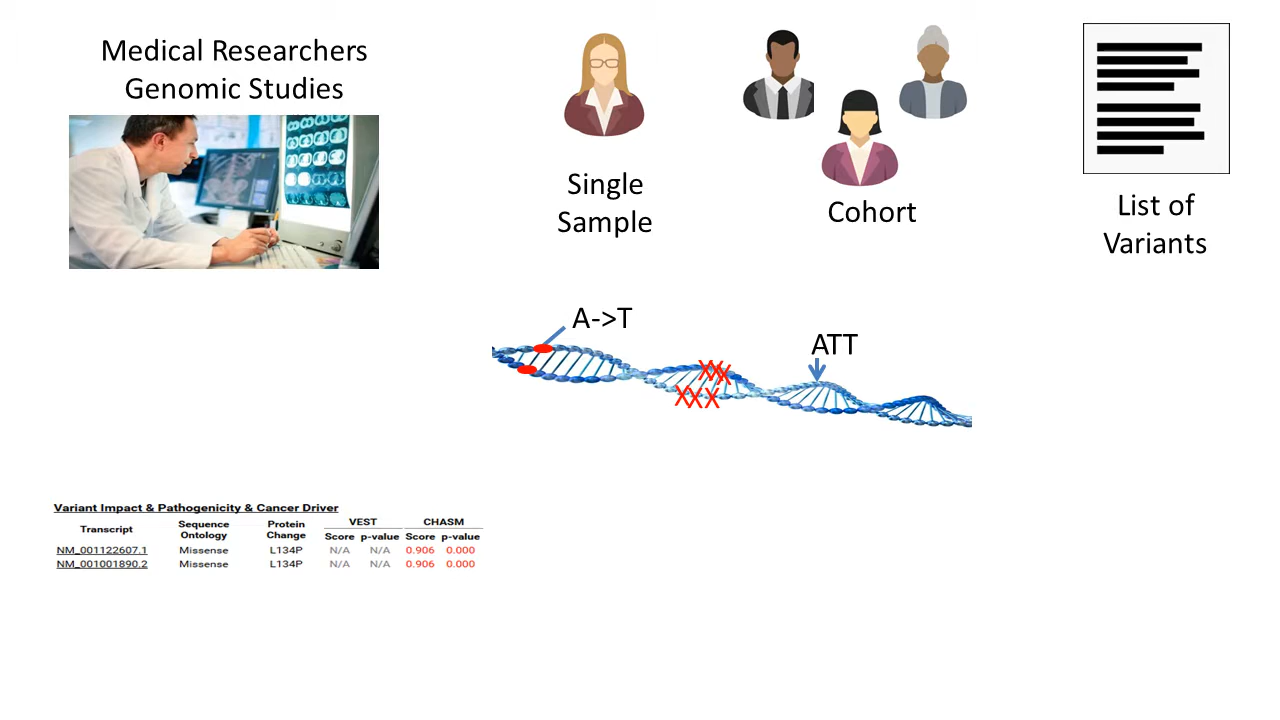 Medical Researchers
Genomic Studies
Single
Sample
Cohort
List of
Variants
A->T
XXX
XXX
ATT
Variant Impact & Pathogenicity & Cancer Driver
Transcript Sequence Ontology Protein Change VEST CHASM
Score p-value Score p-value
NM_001122607.1 Missense L134P N/A N/A 0.906 0.000
NM_001001890.2 Missense L134P N/A N/A 0.906 0.000